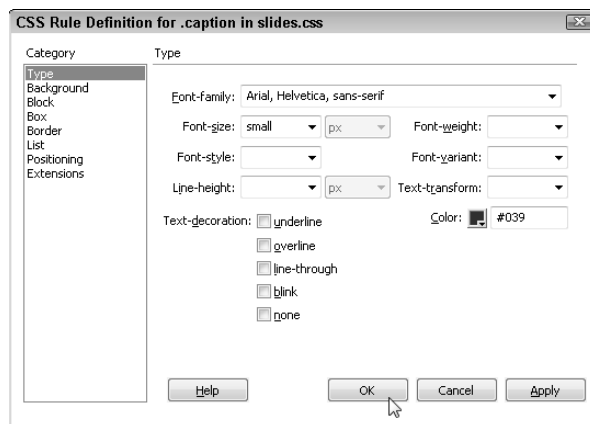 CSS Rule Definition for .caption in slides.css
Category
Type
Background
Block
Box
Border
List
Positioning
Extensions
Type
Font-family: Arial, Helvetica, sans-serif
Font-size: small px Font-weight:
Font-style: Font-variant:
Line-height: px Text-transform:
Text-decoration: underline Color: #039
overline
line-through
blink
none
Help OK Cancel Apply